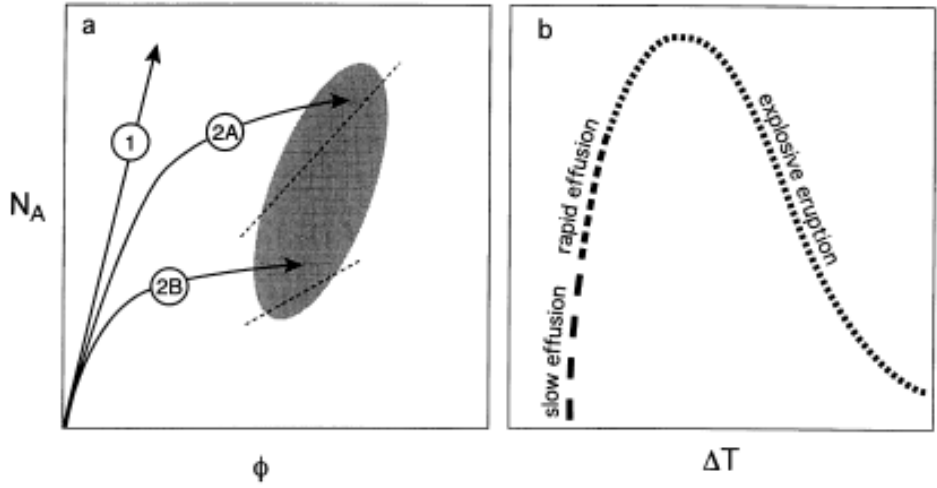 a
1
2A
2B
N_A
ϕ
b
slow effusion
rapid effusion
explosive eruption
ΔT